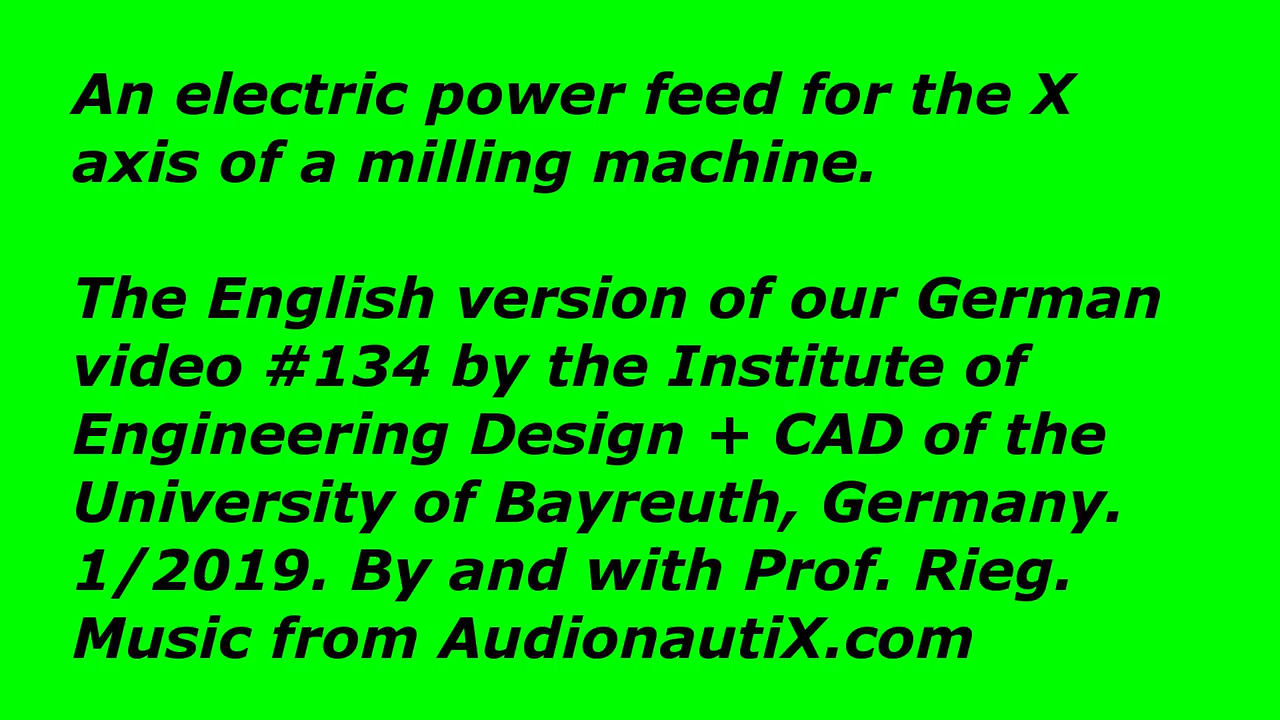 An electric power feed for the X
axis of a milling machine.
The English version of our German
video #134 by the Institute of
Engineering Design + CAD of the
University of Bayreuth, Germany.
1/2019. By and with Prof. Rieg.
Music from AudionautiX.com